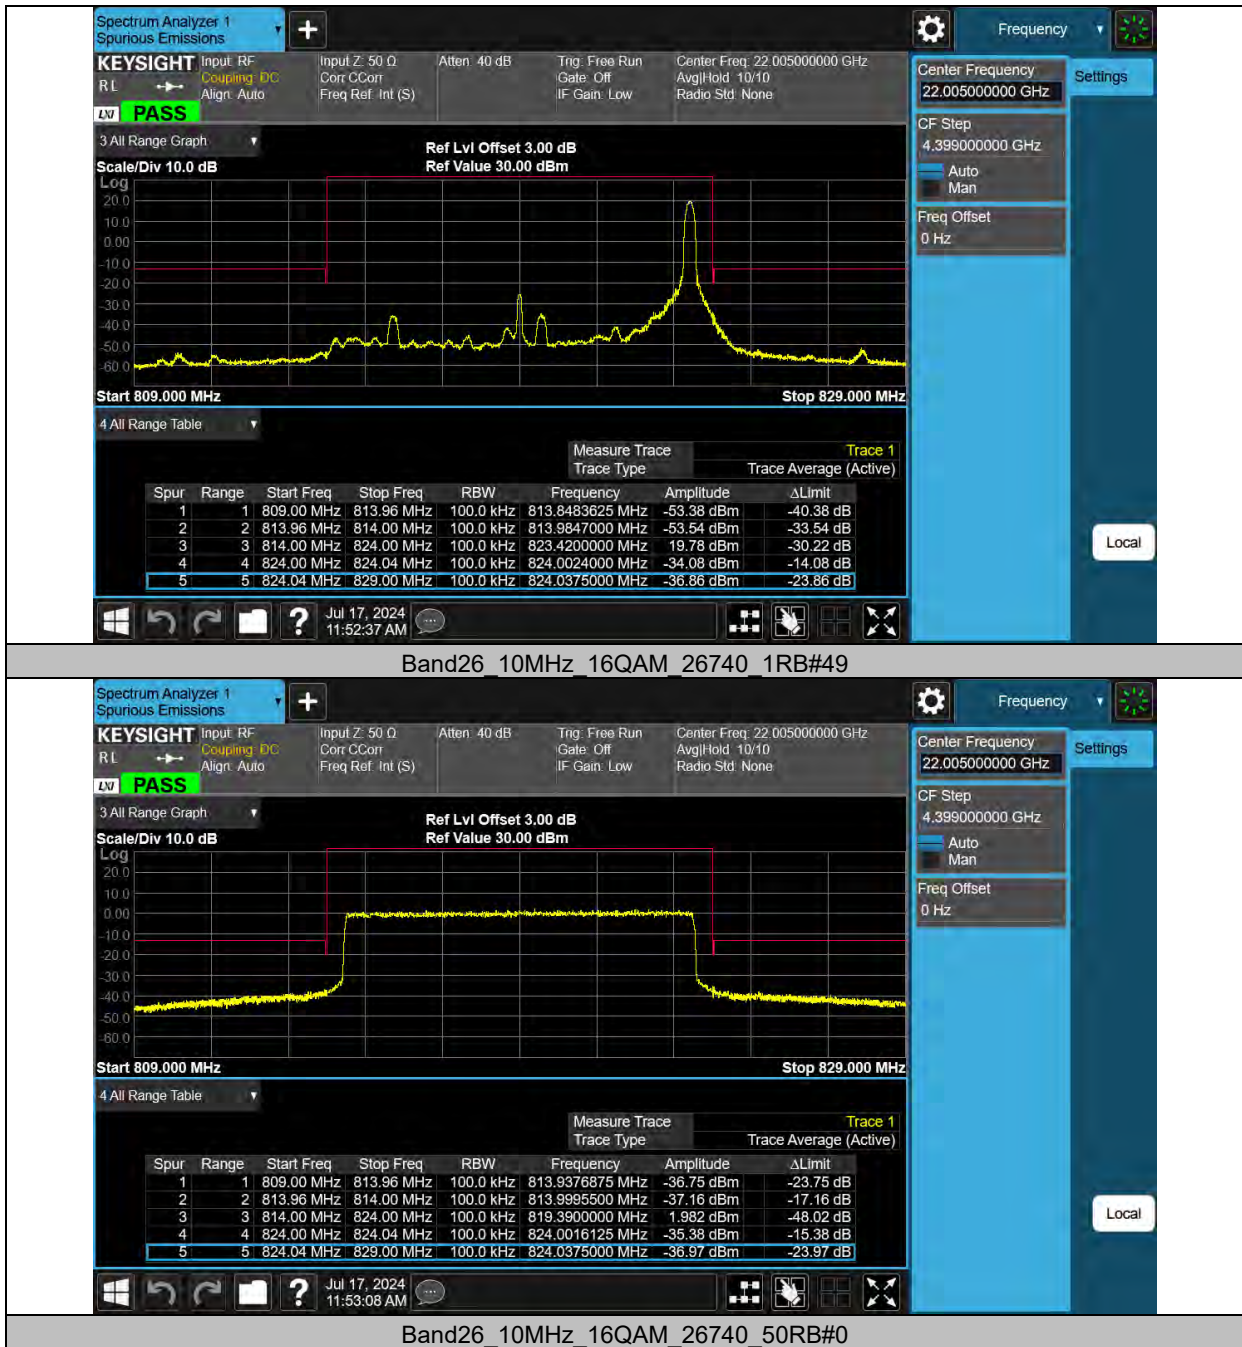 Spectrum Analyzer 1
Spurious Emissions
+
Frequency
KEYSIGHT
RL
LXI PASS
Input: RF
Coupling: DC
Align: Auto
Input Z: 50 Ω
Corr CCorr
Freq Ref: Int (S)
Atten: 40 dB
Trig: Free Run
Gate: Off
IF Gain: Low
Center Freq: 22.005000000 GHz
Avg|Hold: 10/10
Radio Std: None
Center Frequency
22.005000000 GHz
Settings
CF Step
4.399000000 GHz
Auto
Man
Freq Offset
0 Hz
Local
3 All Range Graph
Scale/Div 10.0 dB
Ref Lvl Offset 3.00 dB
Ref Value 30.00 dBm
Log
20.0
10.0
0.00
-10.0
-20.0
-30.0
-40.0
-50.0
-60.0
Start 809.000 MHz Stop 829.000 MHz
4 All Range Table
Measure Trace Trace 1
Trace Type Trace Average (Active)
Spur Range Start Freq Stop Freq RBW Frequency Amplitude ΔLimit
1 1 809.00 MHz 813.96 MHz 100.0 kHz 813.8483625 MHz -53.38 dBm -40.38 dB
2 2 813.96 MHz 814.00 MHz 100.0 kHz 813.9847000 MHz -53.54 dBm -33.54 dB
3 3 814.00 MHz 824.00 MHz 100.0 kHz 823.4200000 MHz 19.78 dBm -30.22 dB
4 4 824.00 MHz 824.04 MHz 100.0 kHz 824.0024000 MHz -34.08 dBm -14.08 dB
5 5 824.04 MHz 829.00 MHz 100.0 kHz 824.0375000 MHz -36.86 dBm -23.86 dB
?
Jul 17, 2024
11:52:37 AM
Band26_10MHz_16QAM_26740_1RB#49
Spectrum Analyzer 1
Spurious Emissions
+
Frequency
KEYSIGHT
RL
LXI PASS
Input: RF
Coupling: DC
Align: Auto
Input Z: 50 Ω
Corr CCorr
Freq Ref: Int (S)
Atten: 40 dB
Trig: Free Run
Gate: Off
IF Gain: Low
Center Freq: 22.005000000 GHz
Avg|Hold: 10/10
Radio Std: None
Center Frequency
22.005000000 GHz
Settings
CF Step
4.399000000 GHz
Auto
Man
Freq Offset
0 Hz
Local
3 All Range Graph
Scale/Div 10.0 dB
Ref Lvl Offset 3.00 dB
Ref Value 30.00 dBm
Log
20.0
10.0
0.00
-10.0
-20.0
-30.0
-40.0
-50.0
-60.0
Start 809.000 MHz Stop 829.000 MHz
4 All Range Table
Measure Trace Trace 1
Trace Type Trace Average (Active)
Spur Range Start Freq Stop Freq RBW Frequency Amplitude ΔLimit
1 1 809.00 MHz 813.96 MHz 100.0 kHz 813.9376875 MHz -36.75 dBm -23.75 dB
2 2 813.96 MHz 814.00 MHz 100.0 kHz 813.9995500 MHz -37.16 dBm -17.16 dB
3 3 814.00 MHz 824.00 MHz 100.0 kHz 819.3900000 MHz 1.982 dBm -48.02 dB
4 4 824.00 MHz 824.04 MHz 100.0 kHz 824.0016125 MHz -35.38 dBm -15.38 dB
5 5 824.04 MHz 829.00 MHz 100.0 kHz 824.0375000 MHz -36.97 dBm -23.97 dB
?
Jul 17, 2024
11:53:08 AM
Band26_10MHz_16QAM_26740_50RB#0